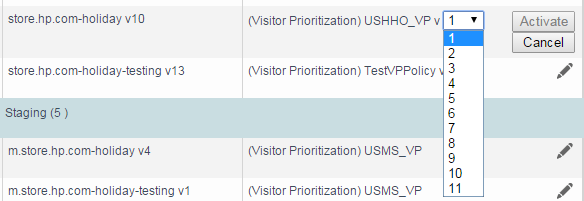 store.hp.com-holiday v10 (Visitor Prioritization) USHHO_VP v 1 Activate
Cancel
1
2
store.hp.com-holiday-testing v13 (Visitor Prioritization) TestVPPolicy v
3
4
5
Staging (5 )
6
7
8
m.store.hp.com-holiday v4 (Visitor Prioritization) USMS_VP
9
10
11
m.store.hp.com-holiday-testing v1 (Visitor Prioritization) USMS_VP